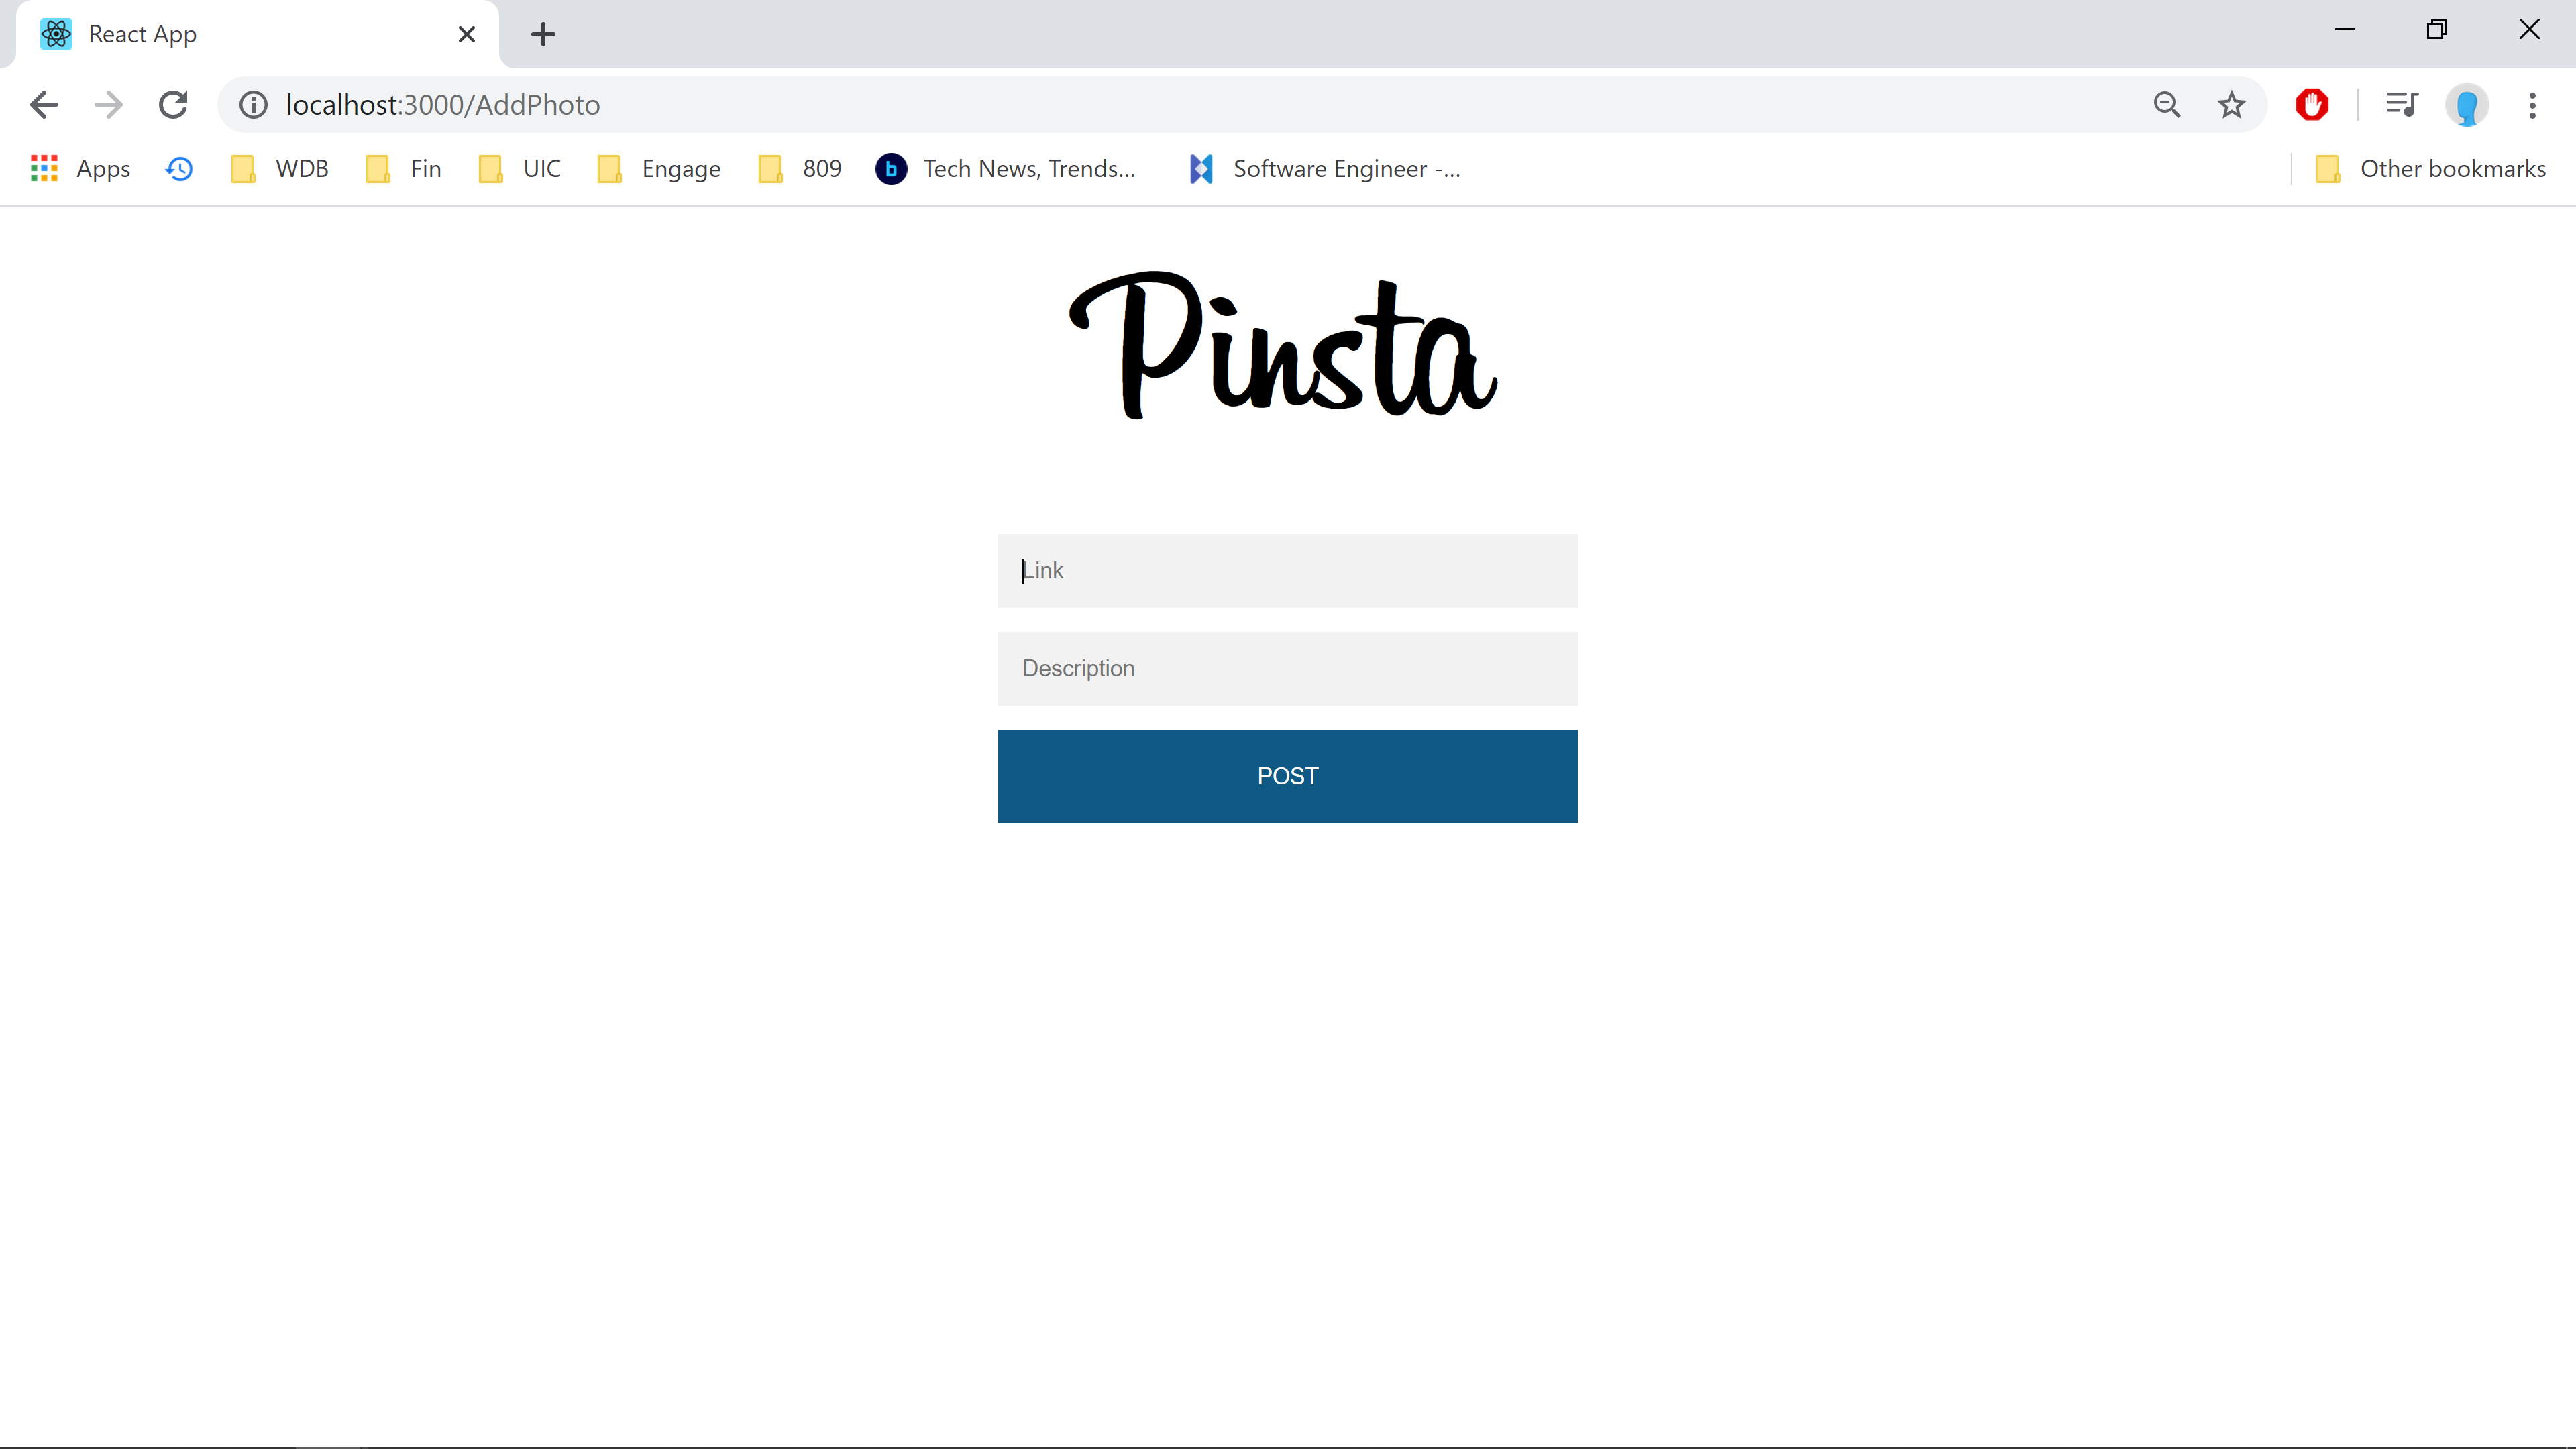 React App
localhost:3000/AddPhoto
Apps WDB Fin UIC Engage 809 b Tech News, Trends... Software Engineer -... Other bookmarks
Pinsta
Link
Description
POST